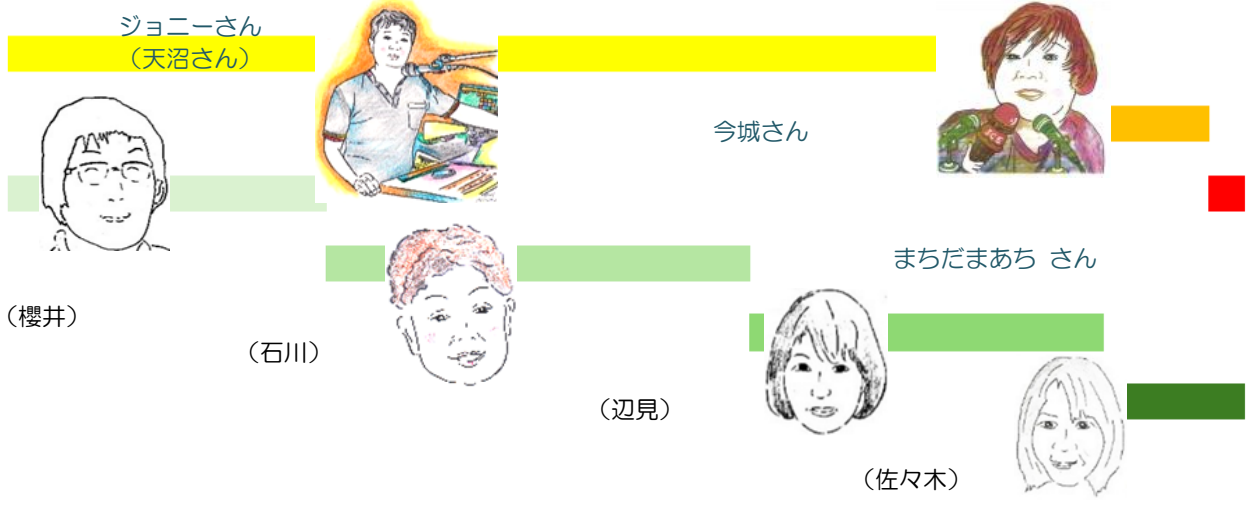 ジョニーさん
（天沼さん）
今城さん
まちだまあち さん
（櫻井）
（石川）
（辺見）
（佐々木）